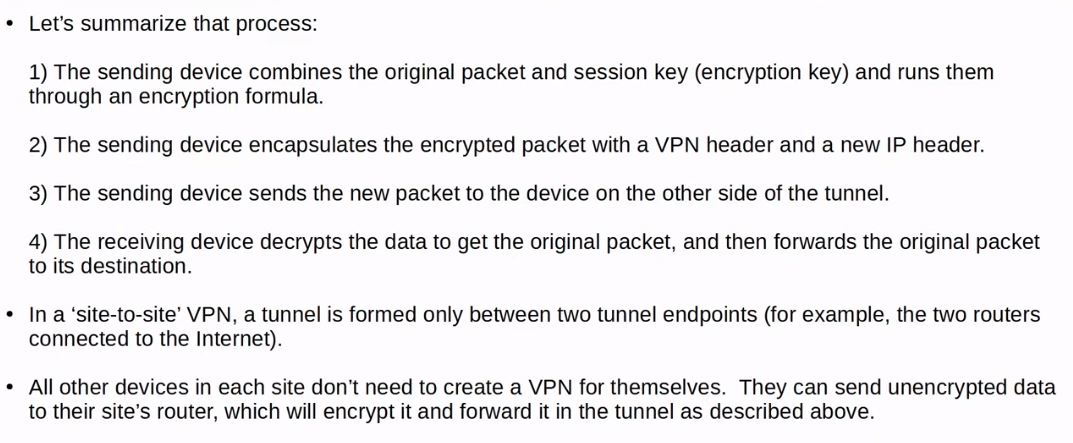 • Let’s summarize that process:
1) The sending device combines the original packet and session key (encryption key) and runs them
through an encryption formula.
2) The sending device encapsulates the encrypted packet with a VPN header and a new IP header.
3) The sending device sends the new packet to the device on the other side of the tunnel.
4) The receiving device decrypts the data to get the original packet, and then forwards the original packet
to its destination.
• In a ‘site-to-site’ VPN, a tunnel is formed only between two tunnel endpoints (for example, the two routers
connected to the Internet).
• All other devices in each site don’t need to create a VPN for themselves.  They can send unencrypted data
to their site’s router, which will encrypt it and forward it in the tunnel as described above.